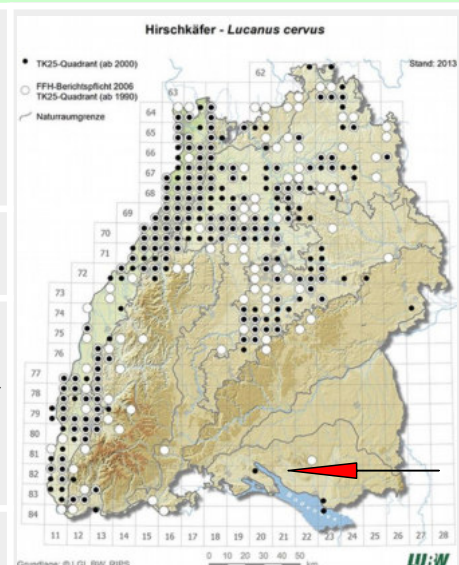 Hirschkäfer - Lucanus cervus
TK25-Quadrant (ab 2000)
FFH-Berichtspflicht 2006
TK25-Quadrant (ab 1990)
Naturraumgrenze
Stand: 2013
62
63
64
65
66
67
68
69
70
71
72
73
74
75
76
77
78
79
80
81
82
83
84
11 12 13 14 15 16 17 18 19 20 21 22 23 24 25 26 27 28
0 10 20 30 40 50
km
Grundlage: © LGL BW, RIPS
LUBW